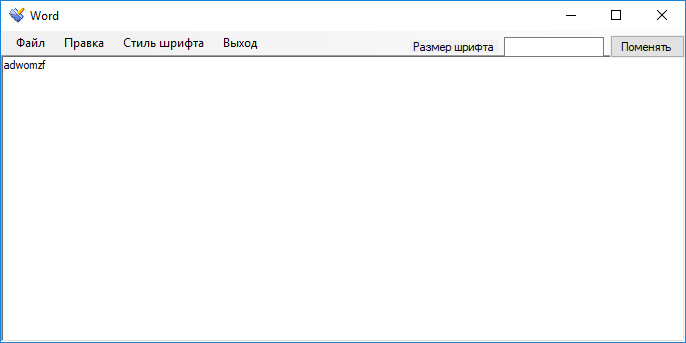 Word
Файл Правка Стиль шрифта Выход Размер шрифта Поменять
adwomzf